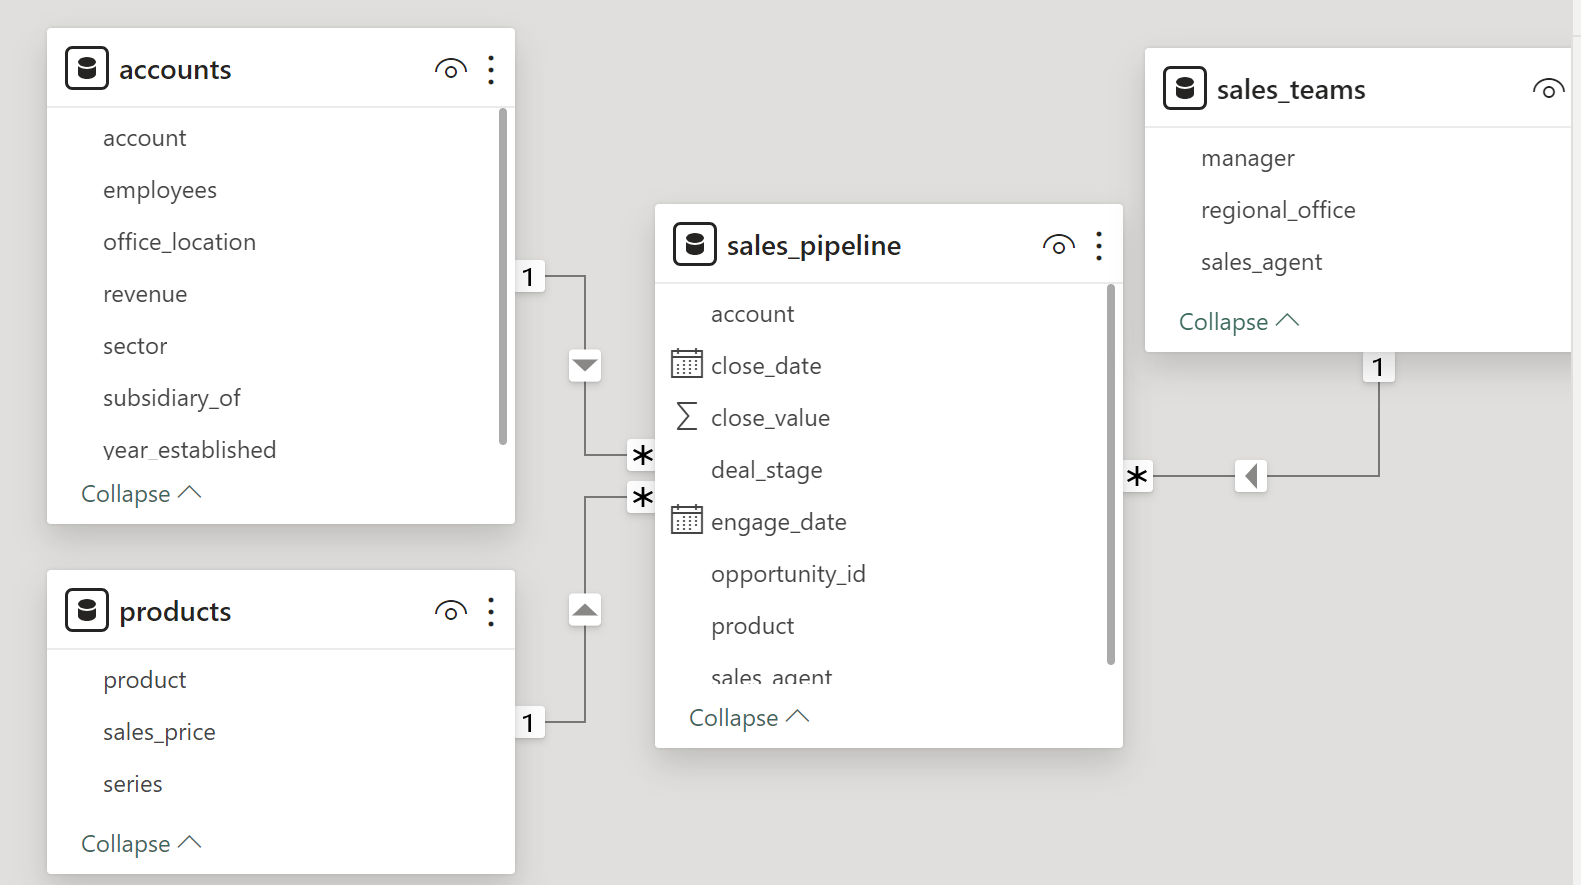 accounts
account
employees
office_location
revenue
sector
subsidiary_of
year_established
Collapse
products
product
sales_price
series
Collapse
1
*
*
1
sales_pipeline
account
close_date
close_value
deal_stage
engage_date
opportunity_id
product
sales_agent
Collapse
sales_teams
manager
regional_office
sales_agent
Collapse
1
*